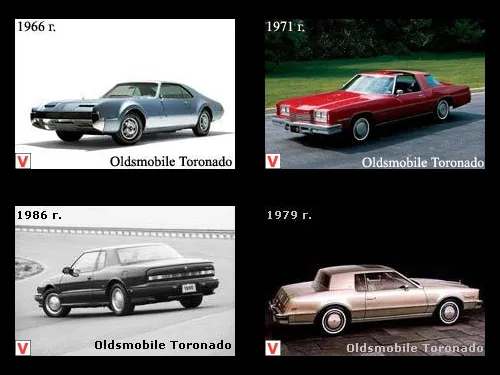 1966 г.
Oldsmobile Toronado
V
1971 г.
Oldsmobile Toronado
V
1986 г.
Oldsmobile Toronado
V
1979 г.
Oldsmobile Toronado
V